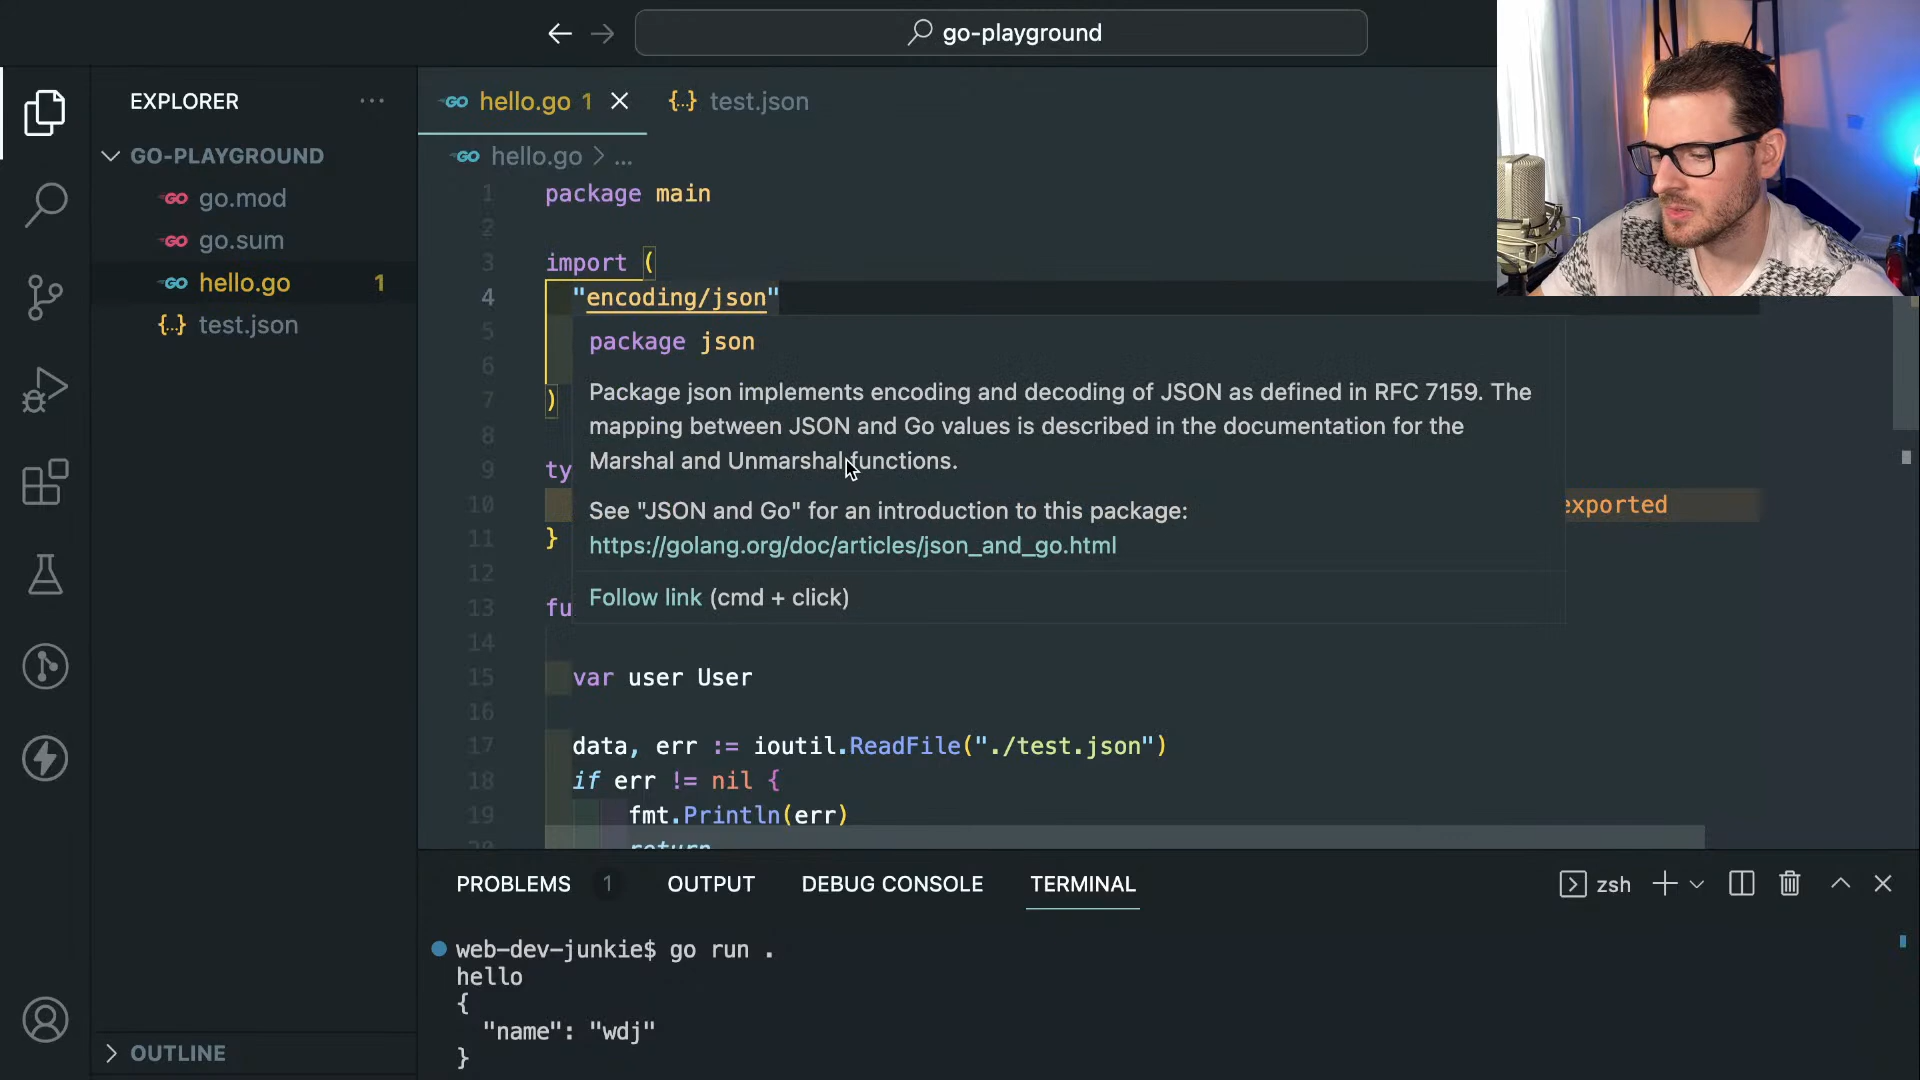 go-playground
EXPLORER
GO-PLAYGROUND
go.mod
go.sum
hello.go 1
test.json
OUTLINE
hello.go 1
test.json
hello.go > ...
1 package main
2
3 import (
4 "encoding/json"
5
6
7 )
8
9 ty
10
11 }
12
13 fu
14
15 var user User
16
17 data, err := ioutil.ReadFile("./test.json")
18 if err != nil {
19 fmt.Println(err)
20 return
package json
Package json implements encoding and decoding of JSON as defined in RFC 7159. The
mapping between JSON and Go values is described in the documentation for the
Marshal and Unmarshal functions.
See "JSON and Go" for an introduction to this package:
https://golang.org/doc/articles/json_and_go.html
Follow link (cmd + click)
exported
PROBLEMS 1 OUTPUT DEBUG CONSOLE TERMINAL
zsh
web-dev-junkie$ go run .
hello
{
"name": "wdj"
}